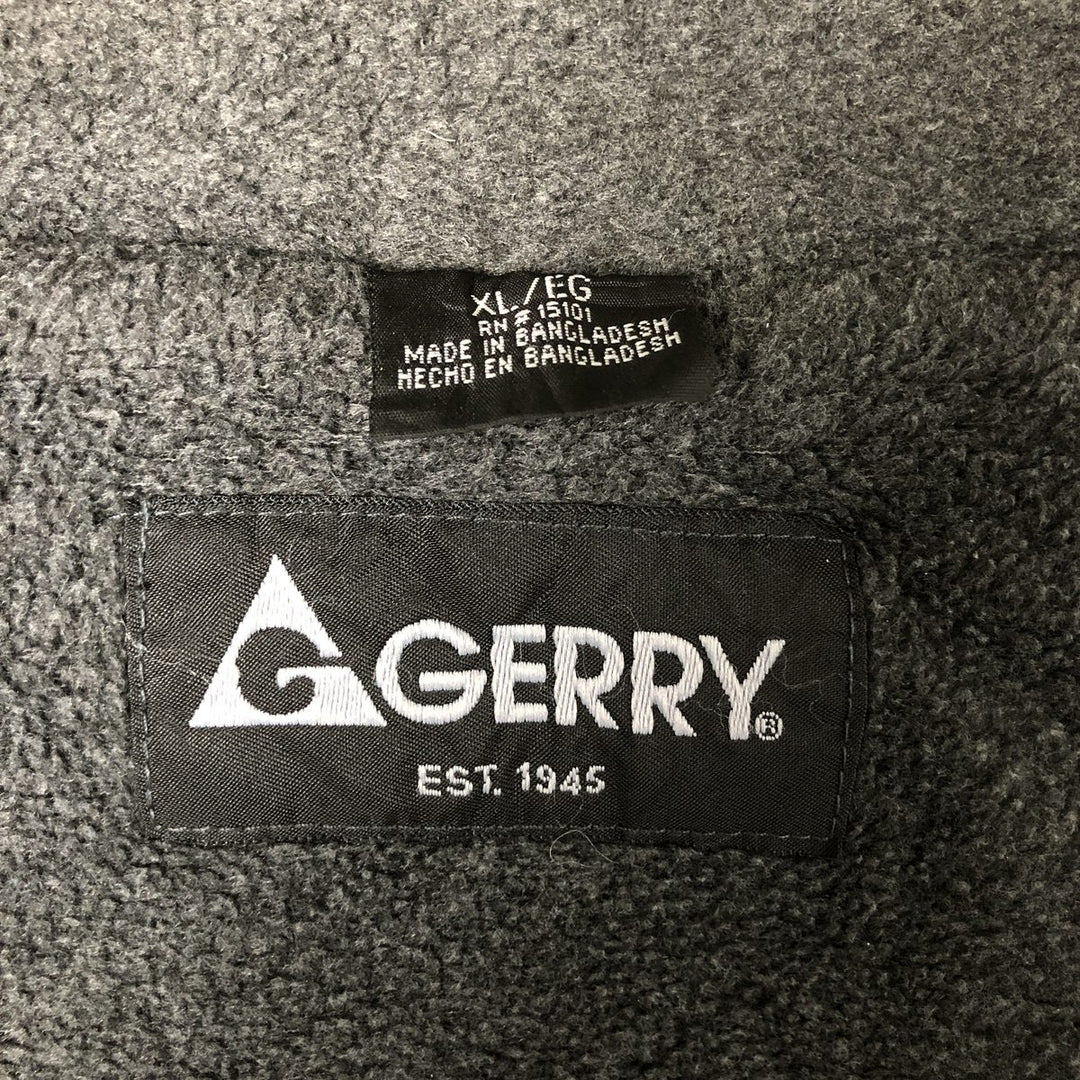 XL/EG
RN # 15101
MADE IN BANGLADESH
HECHO EN BANGLADESH
G GERRY®
EST. 1945